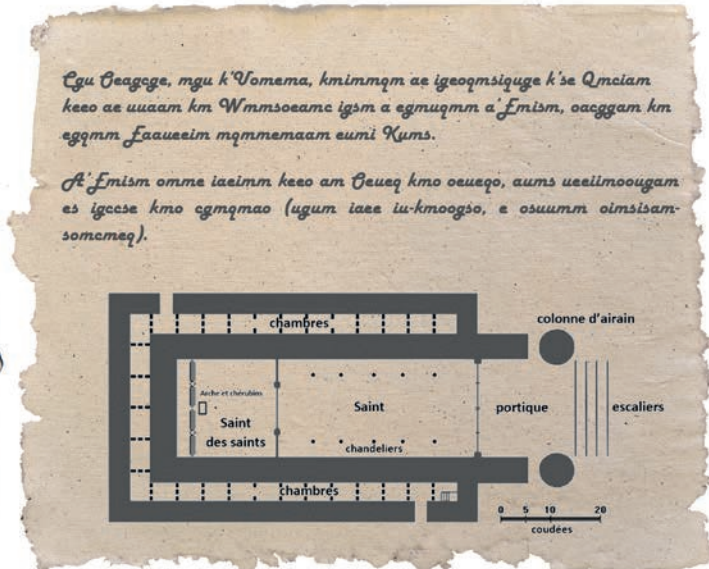 Cgu Oeagcge, mgu k'Uomema, kmimmqm ae igeoqmsiquge k'se Qmciam
keeo ae uuaam km Wmmsoeamc igsm a egmuqmm a'Emism, oacggam km
egqmm Eaaueeim mqmmemaam eumi Kums.
A'Emism omme iaeimm keeo am Oeueq kmo oeueqo, aums ueeiimoougam
es igccse kmo cgmqmao (ugum iaee iu-kmoogso, e osuumm oimsisam-
somcmeq).
chambres
colonne d'airain
Arche et chérubins
Saint
des saints
Saint
portique
escaliers
chandeliers
chambres
0 5 10 20
coudées